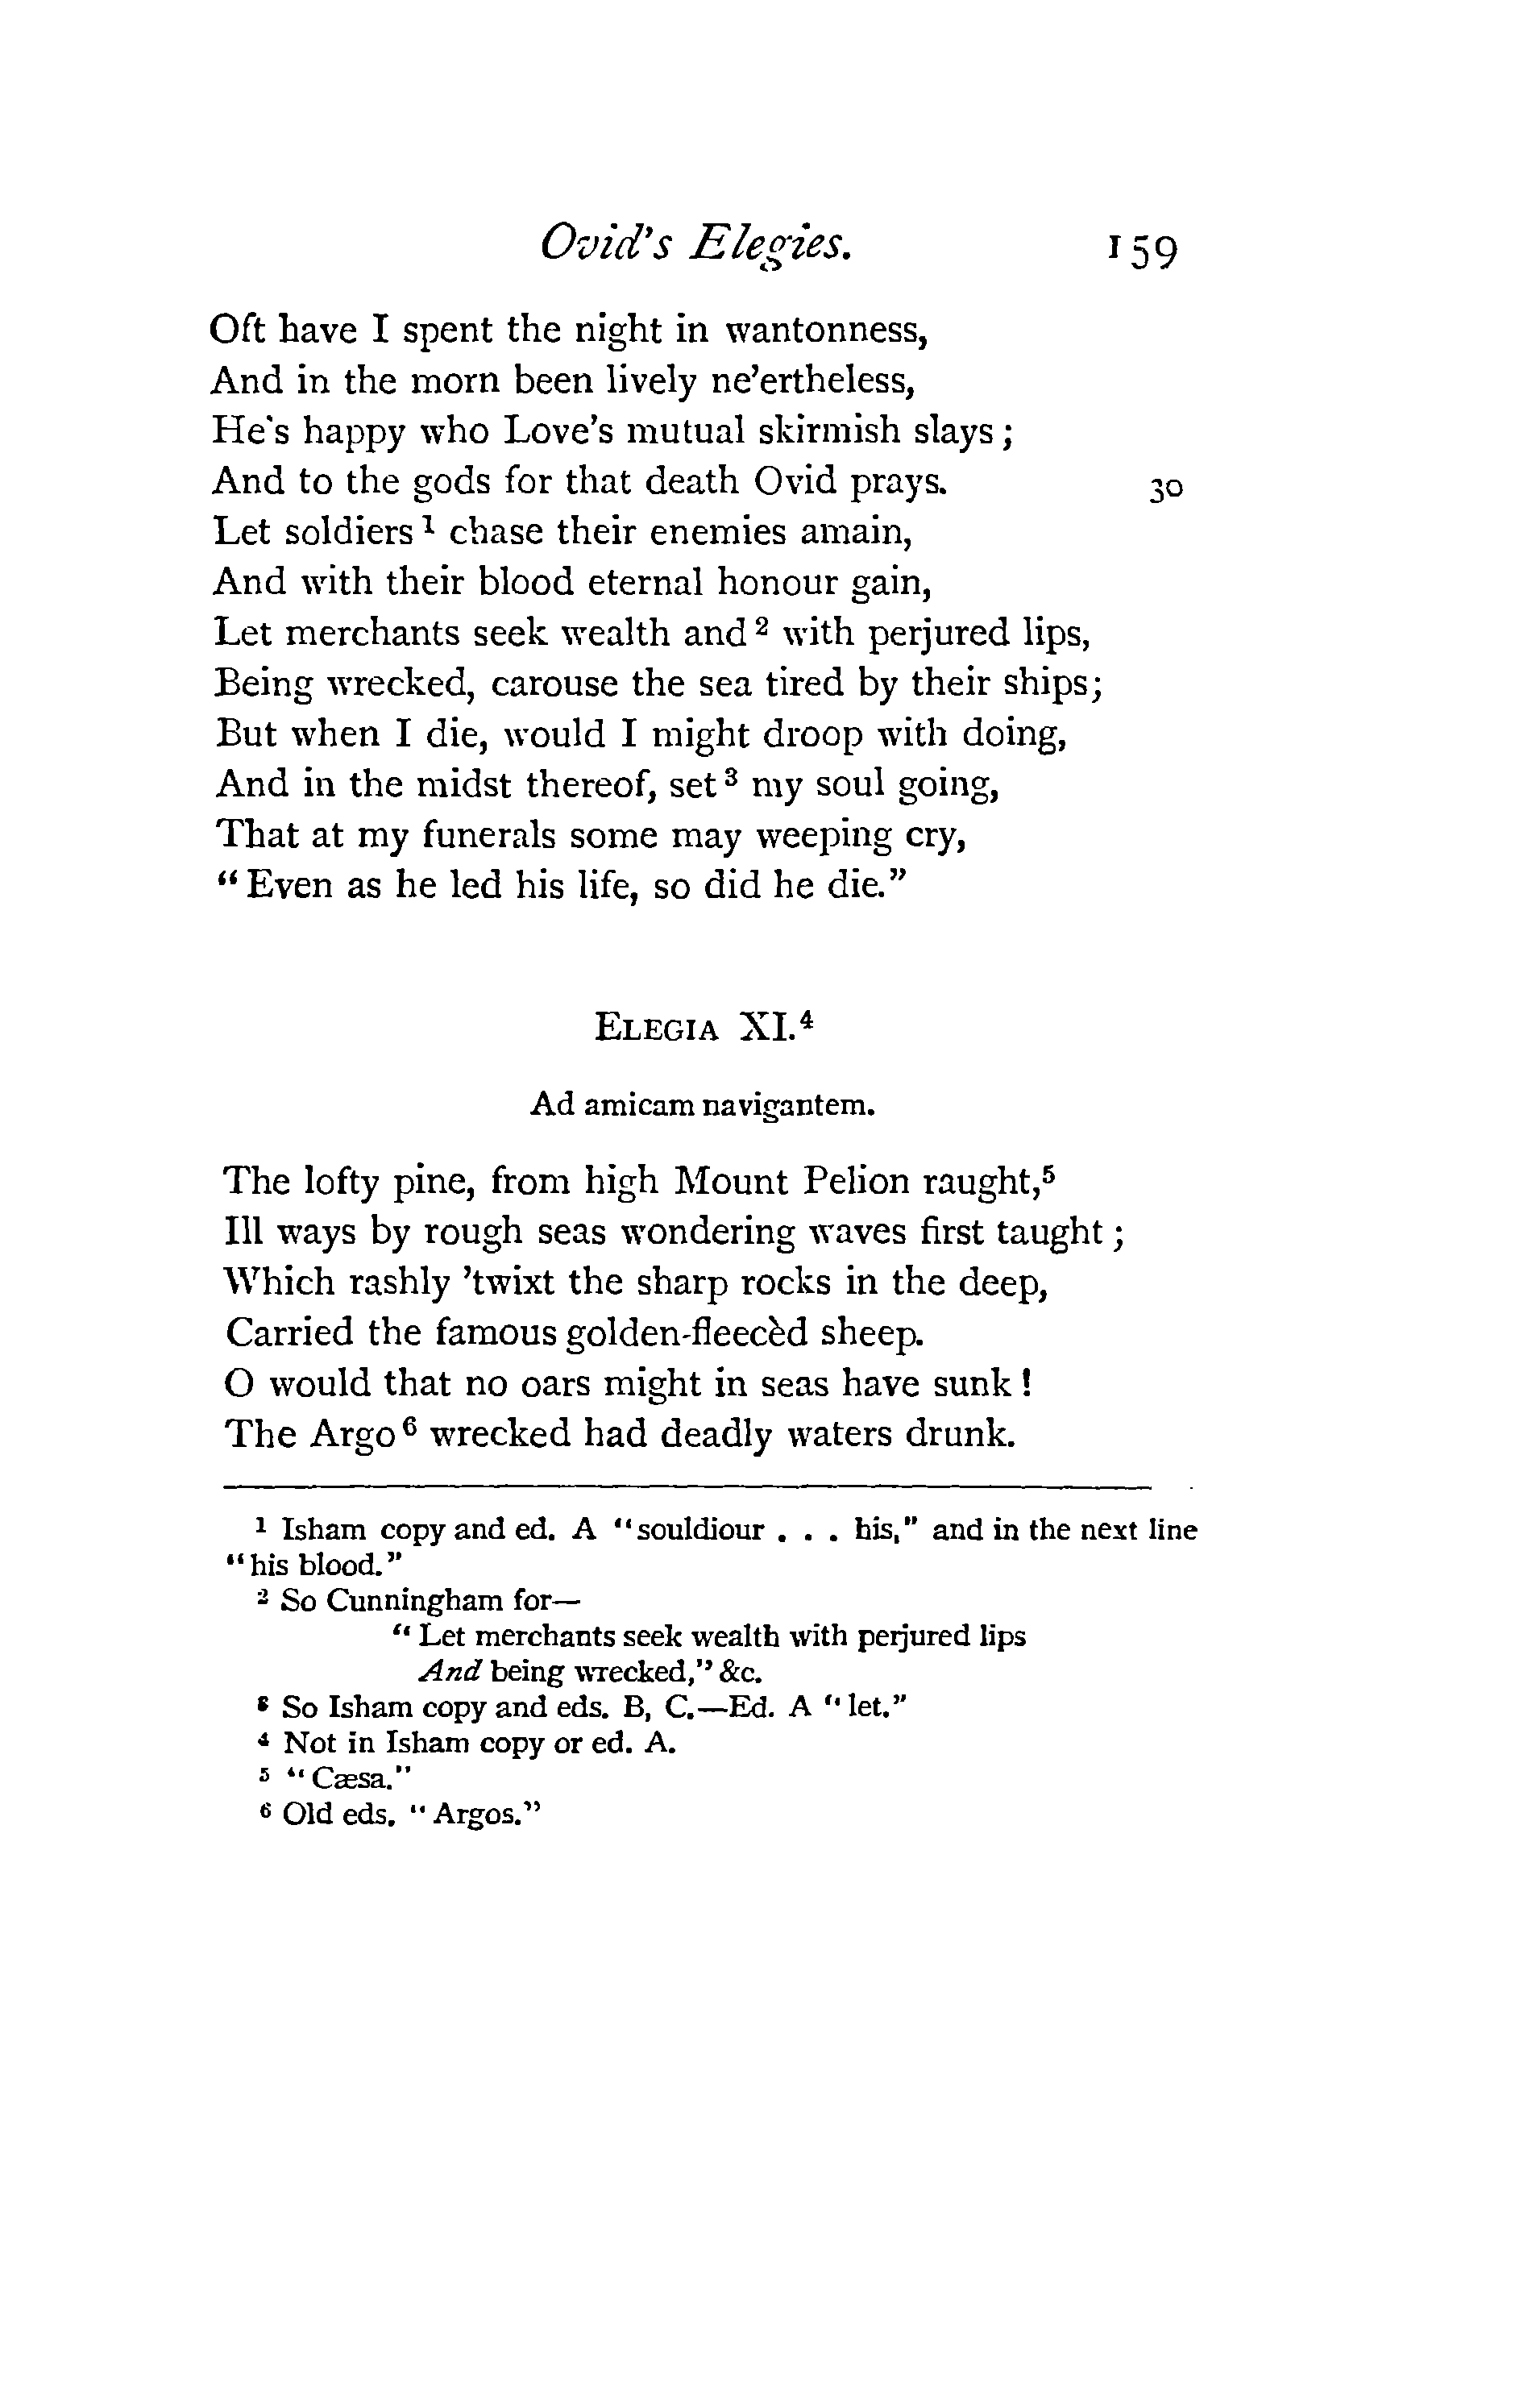 Ovid's Elegies. 159
Oft have I spent the night in wantonness,
And in the morn been lively ne'ertheless,
He's happy who Love's mutual skirmish slays;
And to the gods for that death Ovid prays. 30
Let soldiers¹ chase their enemies amain,
And with their blood eternal honour gain,
Let merchants seek wealth and² with perjured lips,
Being wrecked, carouse the sea tired by their ships;
But when I die, would I might droop with doing,
And in the midst thereof, set³ my soul going,
That at my funerals some may weeping cry,
"Even as he led his life, so did he die."
ELEGIA XI.⁴
Ad amicam navigantem.
The lofty pine, from high Mount Pelion raught,⁵
Ill ways by rough seas wondering waves first taught;
Which rashly 'twixt the sharp rocks in the deep,
Carried the famous golden-fleecèd sheep.
O would that no oars might in seas have sunk!
The Argo⁶ wrecked had deadly waters drunk.
¹ Isham copy and ed. A "souldiour . . . his," and in the next line
"his blood."
² So Cunningham for—
"Let merchants seek wealth with perjured lips
And being wrecked," &c.
³ So Isham copy and eds. B, C.—Ed. A "let."
⁴ Not in Isham copy or ed. A.
⁵ "Cæsa."
⁶ Old eds. "Argos."